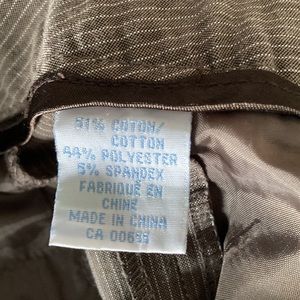 51% COTON/
COTTON
44% POLYESTER
5% SPANDEX
FABRIQUÉ EN
CHINE
MADE IN CHINA
CA